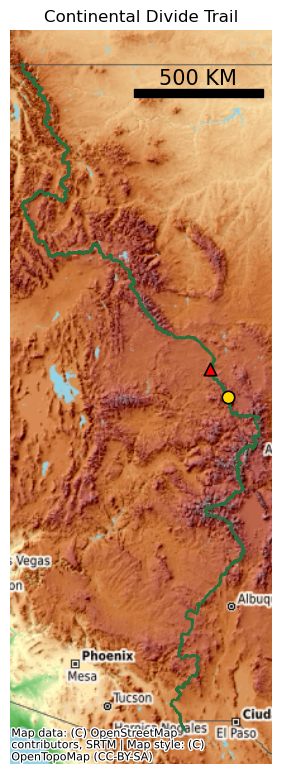 Continental Divide Trail
500 KM
A
s Vegas
on
Albuq
Phoenix
Mesa
Tucson
Ciud
Heroica Nogales
El Paso
Map data: (C) OpenStreetMap
contributors, SRTM | Map style: (C)
OpenTopoMap (CC-BY-SA)